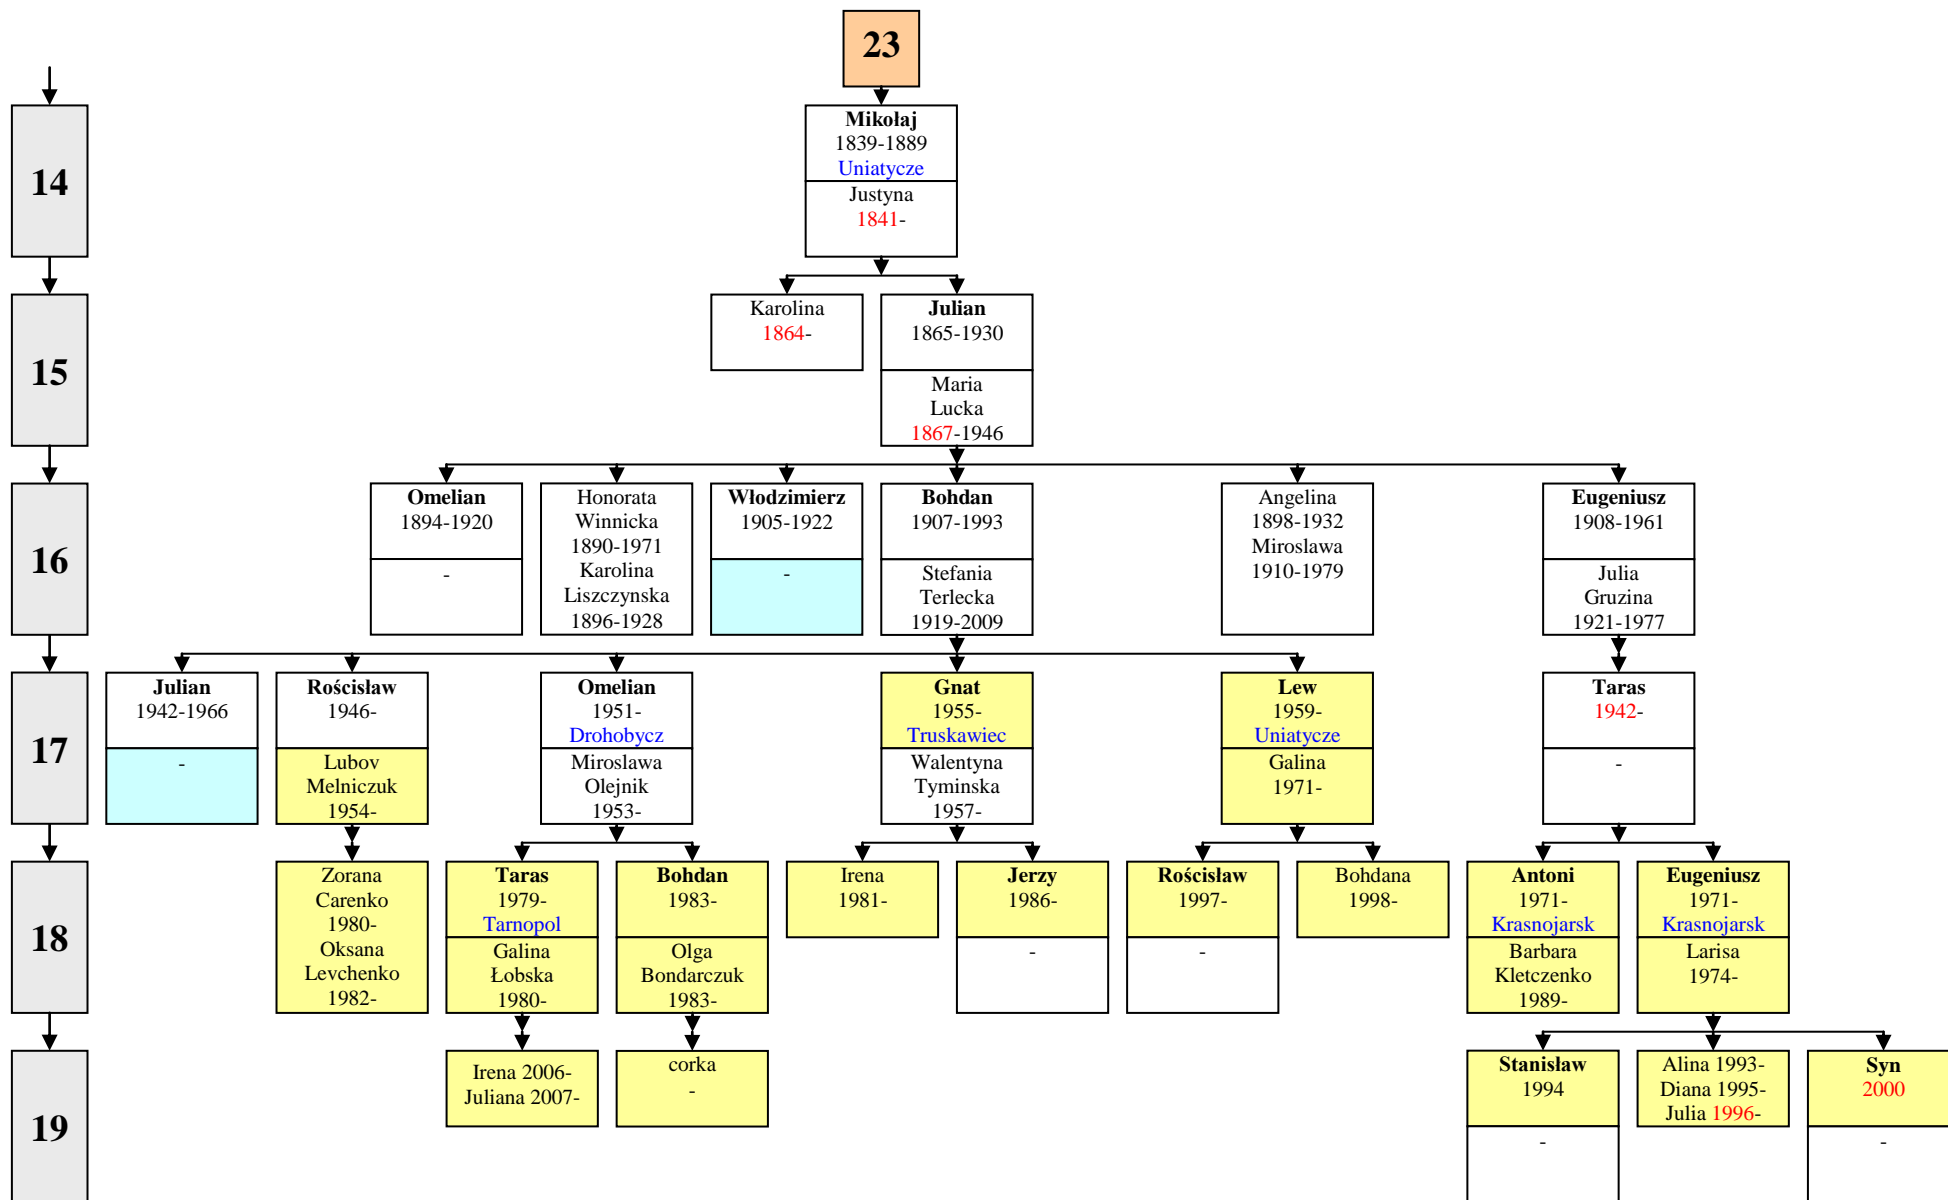 23
14
Mikołaj
1839-1889
Uniatycze
Justyna
1841-
15
Karolina
1864-
Julian
1865-1930
Maria
Lucka
1867-1946
16
Omelian
1894-1920
-
Honorata
Winnicka
1890-1971
Karolina
Liszczynska
1896-1928
Włodzimierz
1905-1922
-
Bohdan
1907-1993
Stefania
Terlecka
1919-2009
Angelina
1898-1932
Miroslawa
1910-1979
Eugeniusz
1908-1961
Julia
Gruzina
1921-1977
17
Julian
1942-1966
-
Rościsław
1946-
Lubov
Melniczuk
1954-
Omelian
1951-
Drohobycz
Miroslawa
Olejnik
1953-
Gnat
1955-
Truskawiec
Walentyna
Tyminska
1957-
Lew
1959-
Uniatycze
Galina
1971-
Taras
1942-
-
18
Zorana
Carenko
1980-
Oksana
Levchenko
1982-
Taras
1979-
Tarnopol
Galina
Łobska
1980-
Bohdan
1983-
Olga
Bondarczuk
1983-
Irena
1981-
Jerzy
1986-
-
Rościsław
1997-
-
Bohdana
1998-
Antoni
1971-
Krasnojarsk
Barbara
Kletczenko
1989-
Eugeniusz
1971-
Krasnojarsk
Larisa
1974-
19
Irena 2006-
Juliana 2007-
corka
-
Stanisław
1994
-
Alina 1993-
Diana 1995-
Julia 1996-
Syn
2000
-